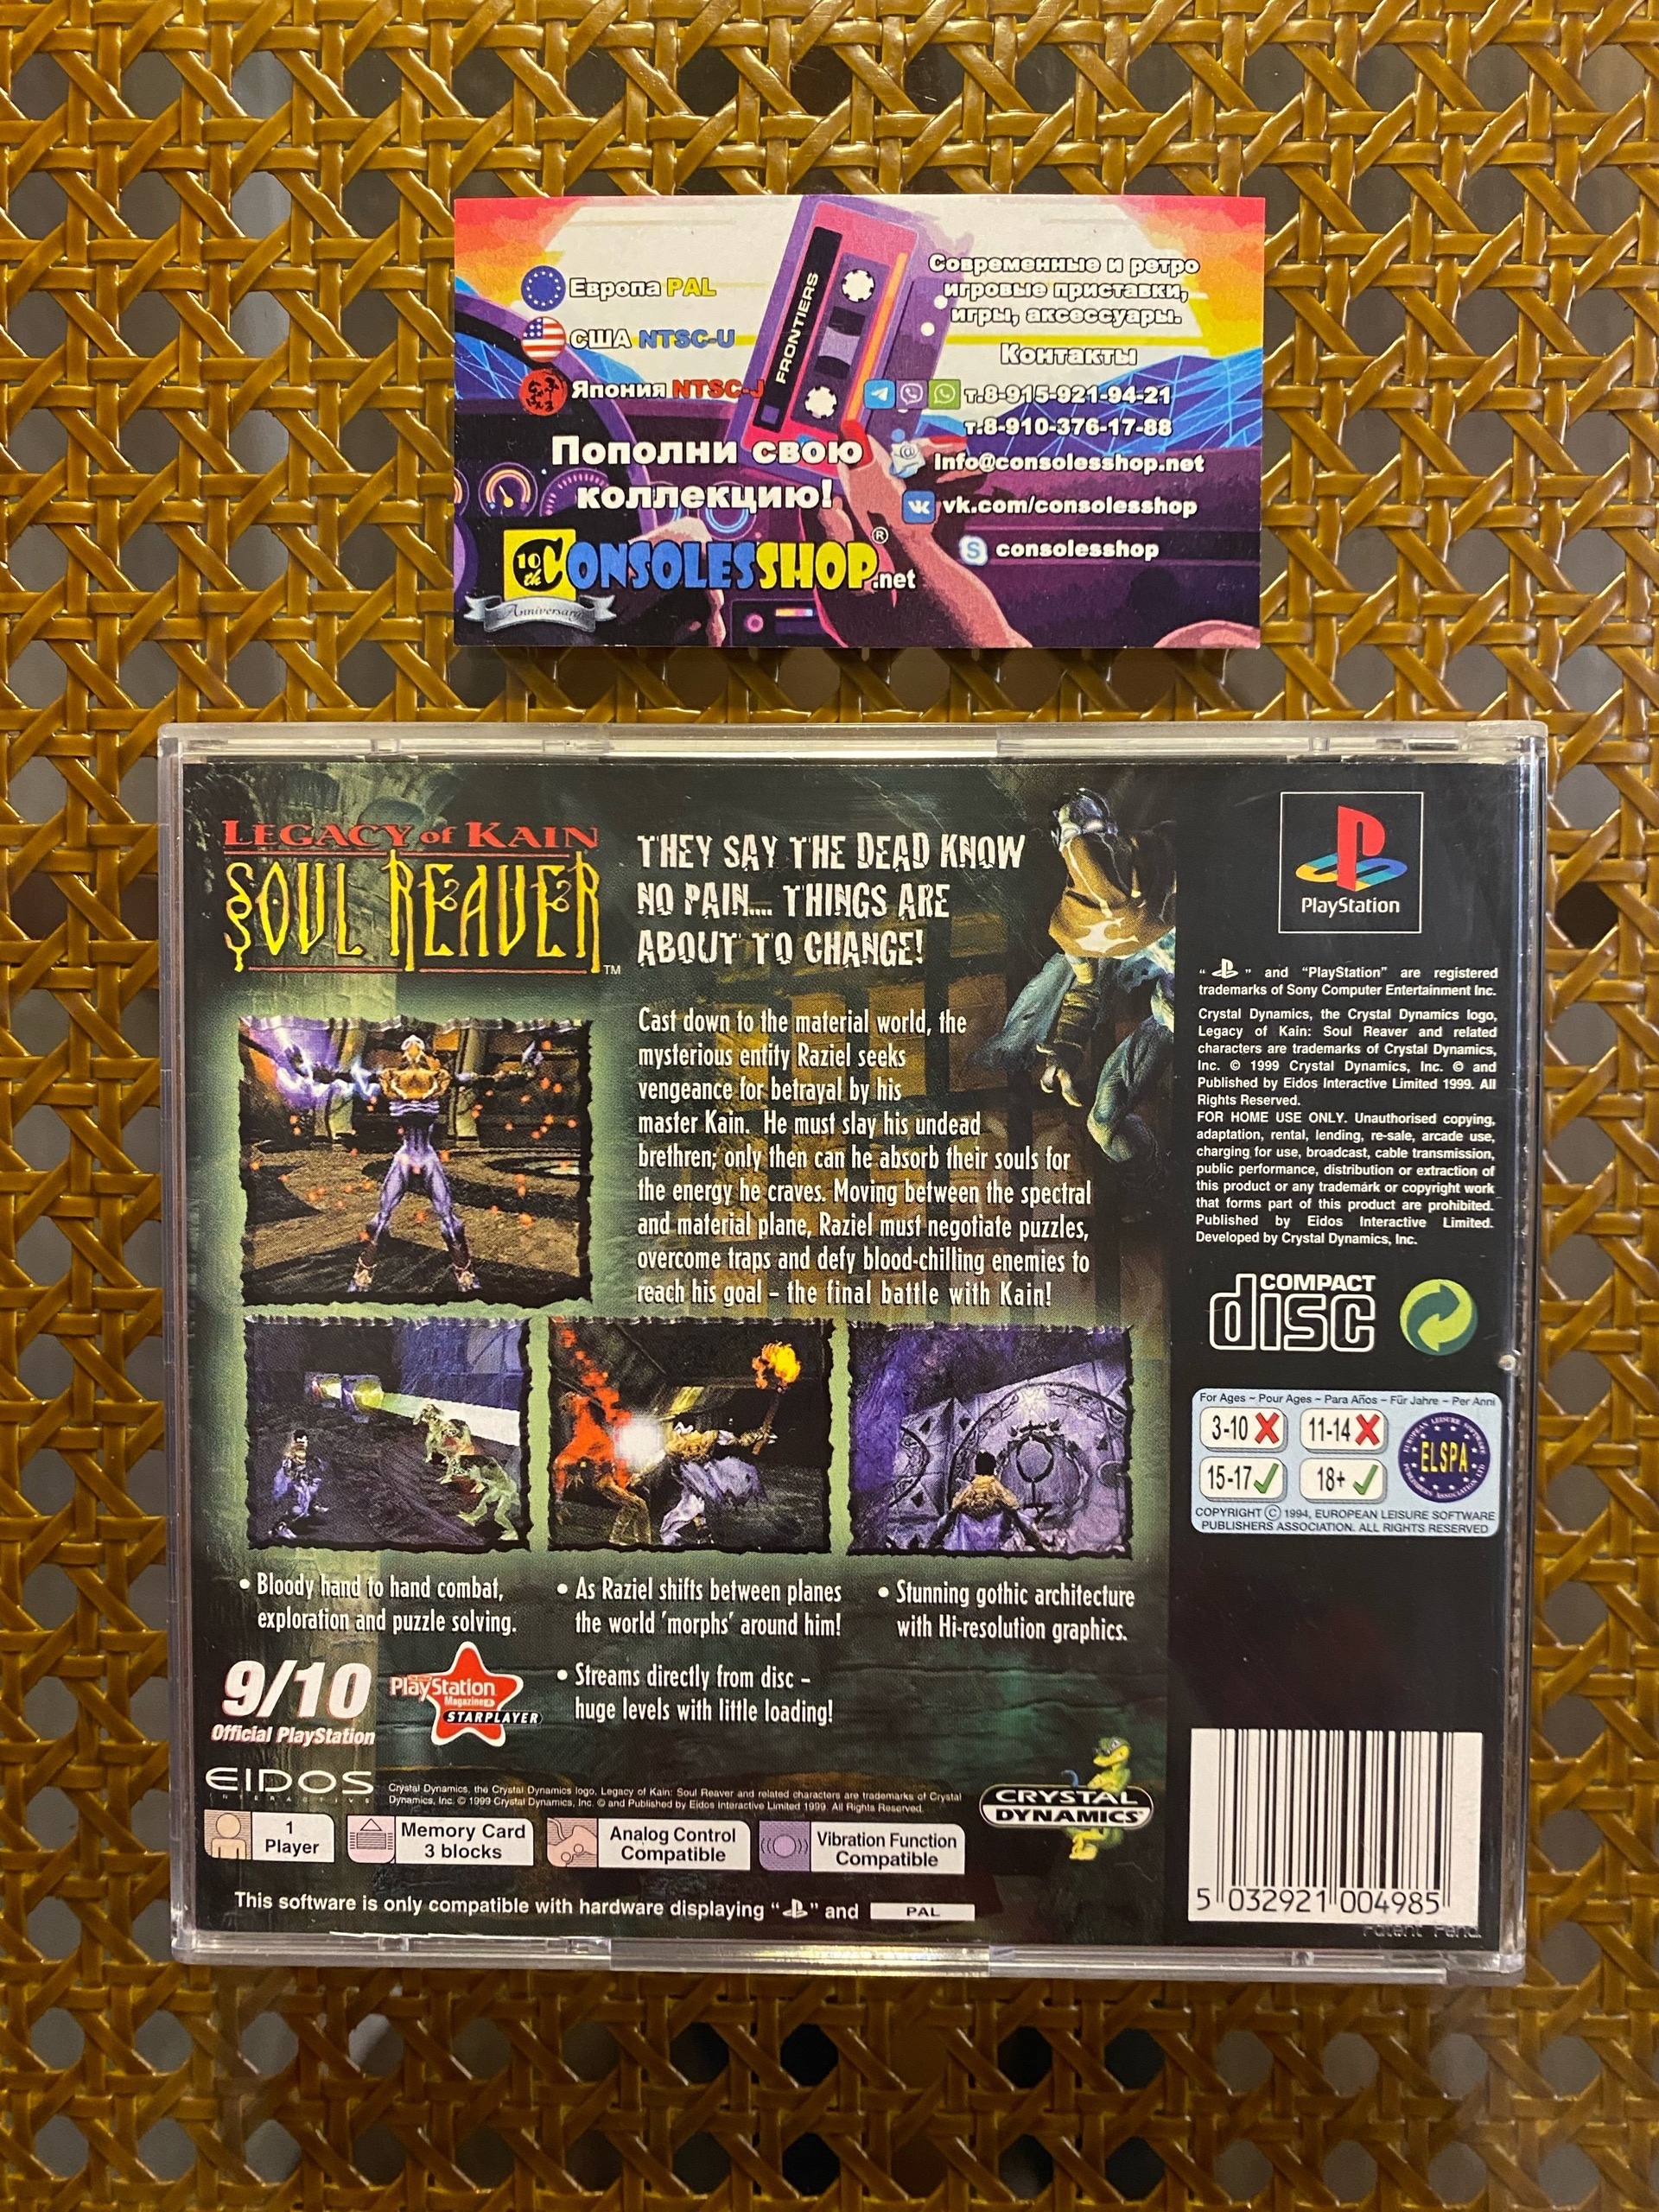 Европа PAL
США NTSC-U
Япония NTSC-J
Пополни свою
коллекцию!
10th
Anniversary
CONSOLESSHOP.net
®
FRONTIERS
Современные и ретро
игровые приставки,
игры, аксессуары.
Контакты
т.8-915-921-94-21
т.8-910-376-17-88
info@consolesshop.net
vk.com/consolesshop
consolesshop
LEGACY of KAIN
SOUL REAVER
TM
THEY SAY THE DEAD KNOW
NO PAIN.... THINGS ARE
ABOUT TO CHANGE!
Cast down to the material world, the
mysterious entity Raziel seeks
vengeance for betrayal by his
master Kain. He must slay his undead
brethren; only then can he absorb their souls for
the energy he craves. Moving between the spectral
and material plane, Raziel must negotiate puzzles,
overcome traps and defy blood-chilling enemies to
reach his goal – the final battle with Kain!
• Bloody hand to hand combat,
exploration and puzzle solving.
• As Raziel shifts between planes
the world 'morphs' around him!
• Stunning gothic architecture
with Hi-resolution graphics.
• Streams directly from disc –
huge levels with little loading!
9/10
Official PlayStation
PlayStation
Magazine
STARPLAYER
EIDOS
INTERACTIVE
Crystal Dynamics, the Crystal Dynamics logo, Legacy of Kain: Soul Reaver and related characters are trademarks of Crystal
Dynamics, Inc. © 1999 Crystal Dynamics, Inc. © and Published by Eidos Interactive Limited 1999. All Rights Reserved.
CRYSTAL
DYNAMICS
1
Player
Memory Card
3 blocks
Analog Control
Compatible
Vibration Function
Compatible
This software is only compatible with hardware displaying " " and PAL
PlayStation
" " and "PlayStation" are registered
trademarks of Sony Computer Entertainment Inc.
Crystal Dynamics, the Crystal Dynamics logo,
Legacy of Kain: Soul Reaver and related
characters are trademarks of Crystal Dynamics,
Inc. © 1999 Crystal Dynamics, Inc. © and
Published by Eidos Interactive Limited 1999. All
Rights Reserved.
FOR HOME USE ONLY. Unauthorised copying,
adaptation, rental, lending, re-sale, arcade use,
charging for use, broadcast, cable transmission,
public performance, distribution or extraction of
this product or any trademark or copyright work
that forms part of this product are prohibited.
Published by Eidos Interactive Limited.
Developed by Crystal Dynamics, Inc.
COMPACT
disc
For Ages – Pour Ages – Para Años – Für Jahre – Per Anni
3-10
11-14
15-17
18+
EUROPEAN LEISURE SOFTWARE
PUBLISHERS ASSOCIATION LTD
ELSPA
COPYRIGHT © 1994, EUROPEAN LEISURE SOFTWARE
PUBLISHERS ASSOCIATION. ALL RIGHTS RESERVED
5 032921 004985
Patent Pend.